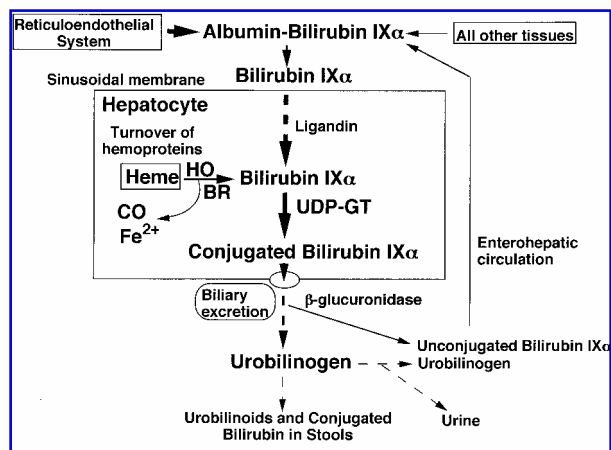 Reticuloendothelial
System
Albumin-Bilirubin IXα
All other tissues
Sinusoidal membrane
Bilirubin IXα
Hepatocyte
Ligandin
Turnover of
hemoproteins
Heme
HO
BR
Bilirubin IXα
CO
Fe²⁺
UDP-GT
Conjugated Bilirubin IXα
Enterohepatic
circulation
Biliary
excretion
β-glucuronidase
Unconjugated Bilirubin IXα
Urobilinogen
Urobilinogen
Urobilinoids and Conjugated
Bilirubin in Stools
Urine